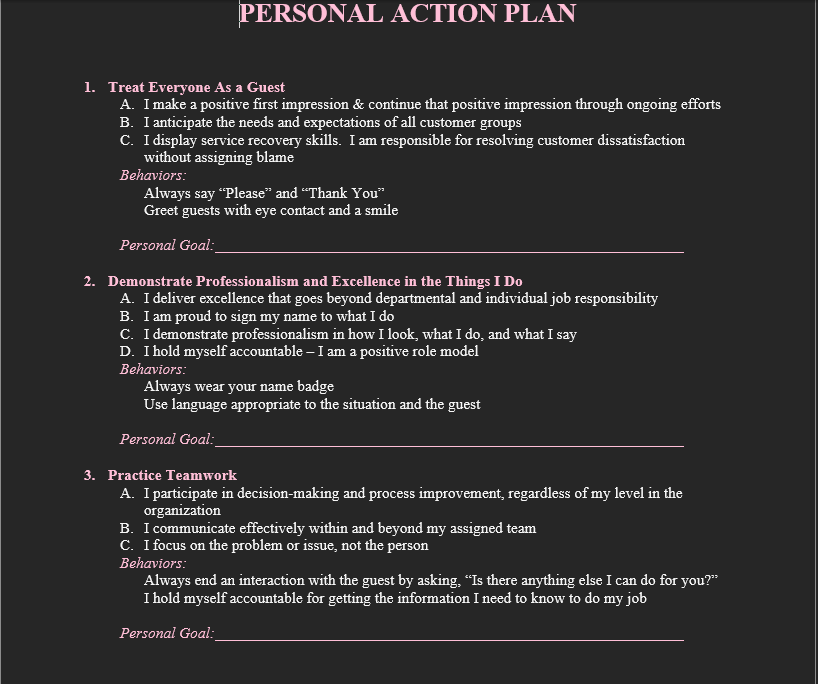 PERSONAL ACTION PLAN
1. Treat Everyone As a Guest
A. I make a positive first impression & continue that positive impression through ongoing efforts
B. I anticipate the needs and expectations of all customer groups
C. I display service recovery skills.  I am responsible for resolving customer dissatisfaction
without assigning blame
Behaviors:
Always say “Please” and “Thank You”
Greet guests with eye contact and a smile
Personal Goal:
2. Demonstrate Professionalism and Excellence in the Things I Do
A. I deliver excellence that goes beyond departmental and individual job responsibility
B. I am proud to sign my name to what I do
C. I demonstrate professionalism in how I look, what I do, and what I say
D. I hold myself accountable – I am a positive role model
Behaviors:
Always wear your name badge
Use language appropriate to the situation and the guest
Personal Goal:
3. Practice Teamwork
A. I participate in decision-making and process improvement, regardless of my level in the
organization
B. I communicate effectively within and beyond my assigned team
C. I focus on the problem or issue, not the person
Behaviors:
Always end an interaction with the guest by asking, “Is there anything else I can do for you?”
I hold myself accountable for getting the information I need to know to do my job
Personal Goal: